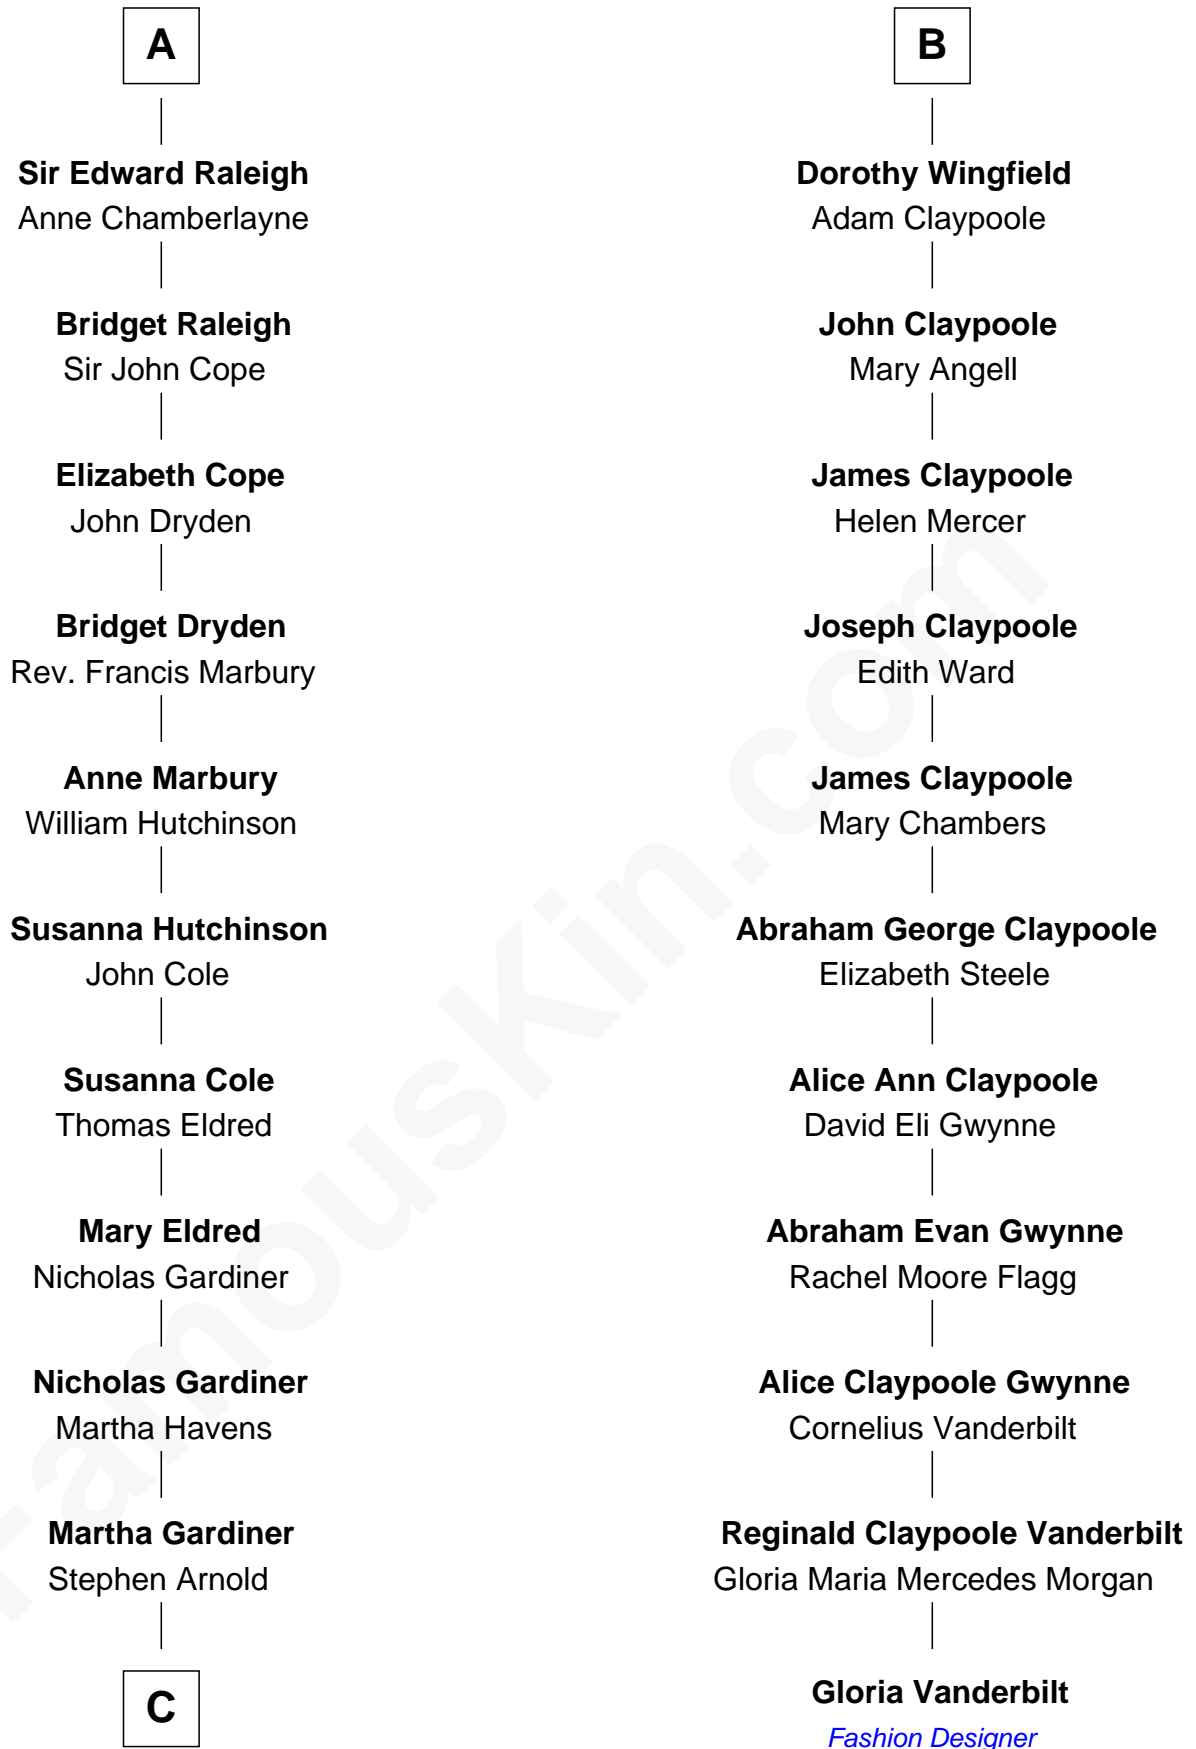 A
Sir Edward Raleigh
Anne Chamberlayne
Bridget Raleigh
Sir John Cope
Elizabeth Cope
John Dryden
Bridget Dryden
Rev. Francis Marbury
Anne Marbury
William Hutchinson
Susanna Hutchinson
John Cole
Susanna Cole
Thomas Eldred
Mary Eldred
Nicholas Gardiner
Nicholas Gardiner
Martha Havens
Martha Gardiner
Stephen Arnold
C
B
Dorothy Wingfield
Adam Claypoole
John Claypoole
Mary Angell
James Claypoole
Helen Mercer
Joseph Claypoole
Edith Ward
James Claypoole
Mary Chambers
Abraham George Claypoole
Elizabeth Steele
Alice Ann Claypoole
David Eli Gwynne
Abraham Evan Gwynne
Rachel Moore Flagg
Alice Claypoole Gwynne
Cornelius Vanderbilt
Reginald Claypoole Vanderbilt
Gloria Maria Mercedes Morgan
Gloria Vanderbilt
Fashion Designer
FamousKin.com